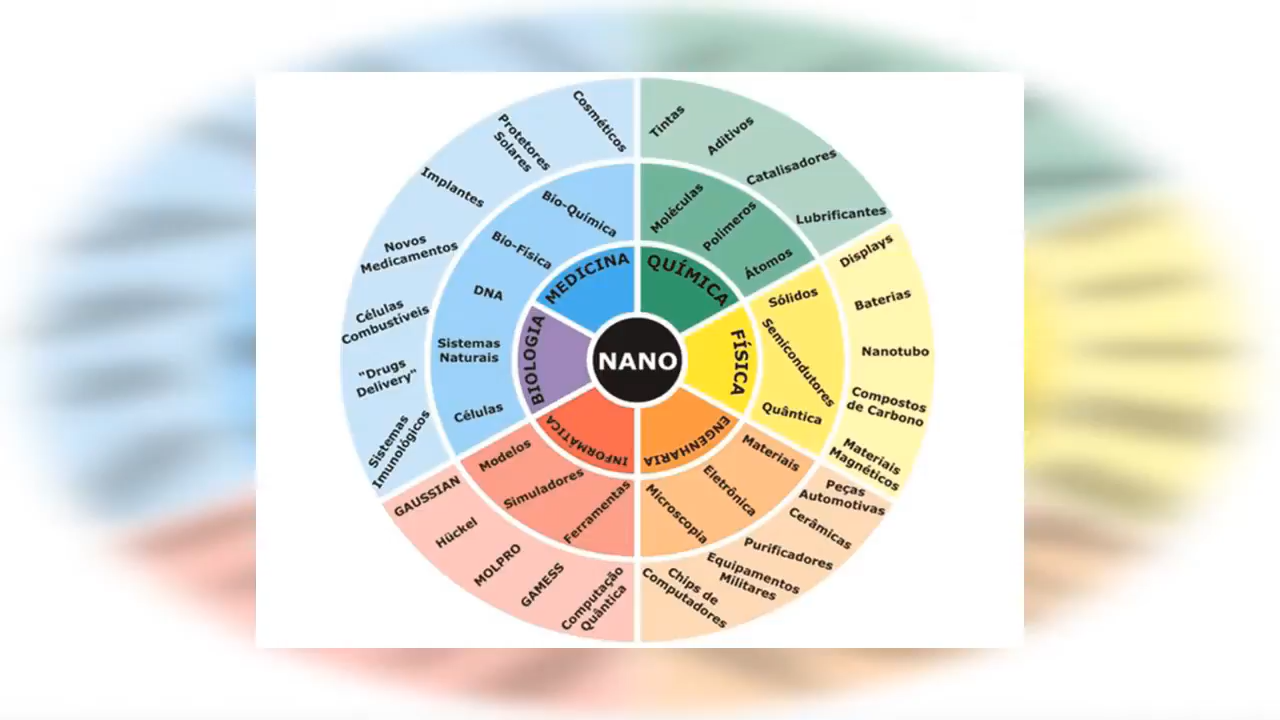 NANO
MEDICINA
QUÍMICA
FÍSICA
ENGENHARIA
INFORMÁTICA
BIOLOGIA
Bio-Química
Bio-Física
DNA
Sistemas
Naturais
Células
Moléculas
Polímeros
Átomos
Sólidos
Semicondutores
Quântica
Materiais
Eletrônica
Microscopia
Ferramentas
Simuladores
Modelos
Cosméticos
Protetores
Solares
Implantes
Novos
Medicamentos
Células
Combustíveis
"Drugs
Delivery"
Sistemas
Imunológicos
Tintas
Aditivos
Catalisadores
Lubrificantes
Displays
Baterias
Nanotubo
Compostos
de Carbono
Materiais
Magnéticos
Peças
Automotivas
Cerâmicas
Purificadores
Equipamentos
Militares
Chips de
Computadores
Computação
Quântica
GAMESS
MOLPRO
Hückel
GAUSSIAN